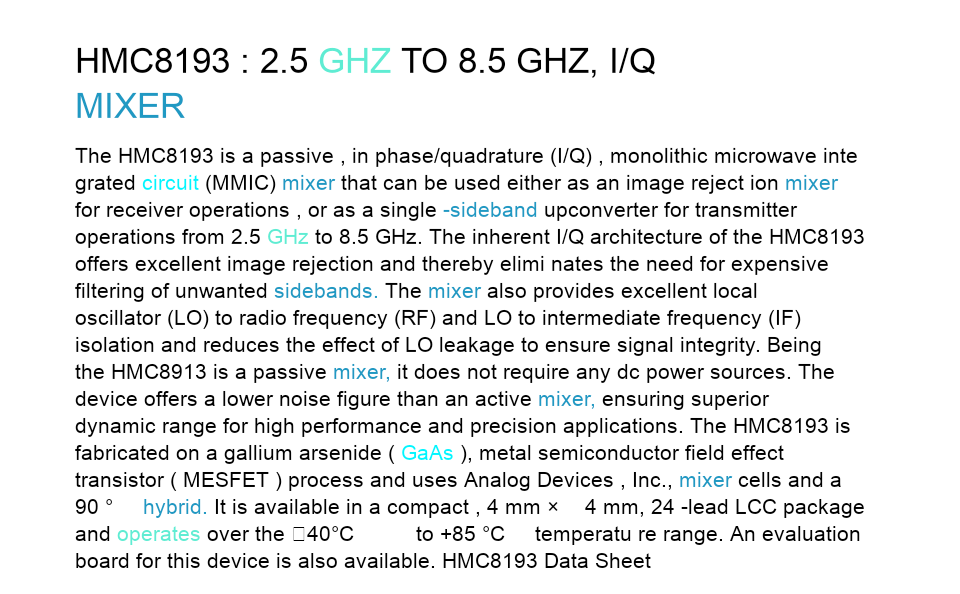 HMC8193 : 2.5 GHZ TO 8.5 GHZ, I/Q
MIXER
The HMC8193 is a passive , in phase/quadrature (I/Q) , monolithic microwave inte
grated circuit (MMIC) mixer that can be used either as an image reject ion mixer
for receiver operations , or as a single -sideband upconverter for transmitter
operations from 2.5 GHz to 8.5 GHz. The inherent I/Q architecture of the HMC8193
offers excellent image rejection and thereby elimi nates the need for expensive
filtering of unwanted sidebands. The mixer also provides excellent local
oscillator (LO) to radio frequency (RF) and LO to intermediate frequency (IF)
isolation and reduces the effect of LO leakage to ensure signal integrity. Being
the HMC8913 is a passive mixer, it does not require any dc power sources. The
device offers a lower noise figure than an active mixer, ensuring superior
dynamic range for high performance and precision applications. The HMC8193 is
fabricated on a gallium arsenide ( GaAs ), metal semiconductor field effect
transistor ( MESFET ) process and uses Analog Devices , Inc., mixer cells and a
90 ° hybrid. It is available in a compact , 4 mm × 4 mm, 24 -lead LCC package
and operates over the □40°C to +85 °C temperatu re range. An evaluation
board for this device is also available. HMC8193 Data Sheet